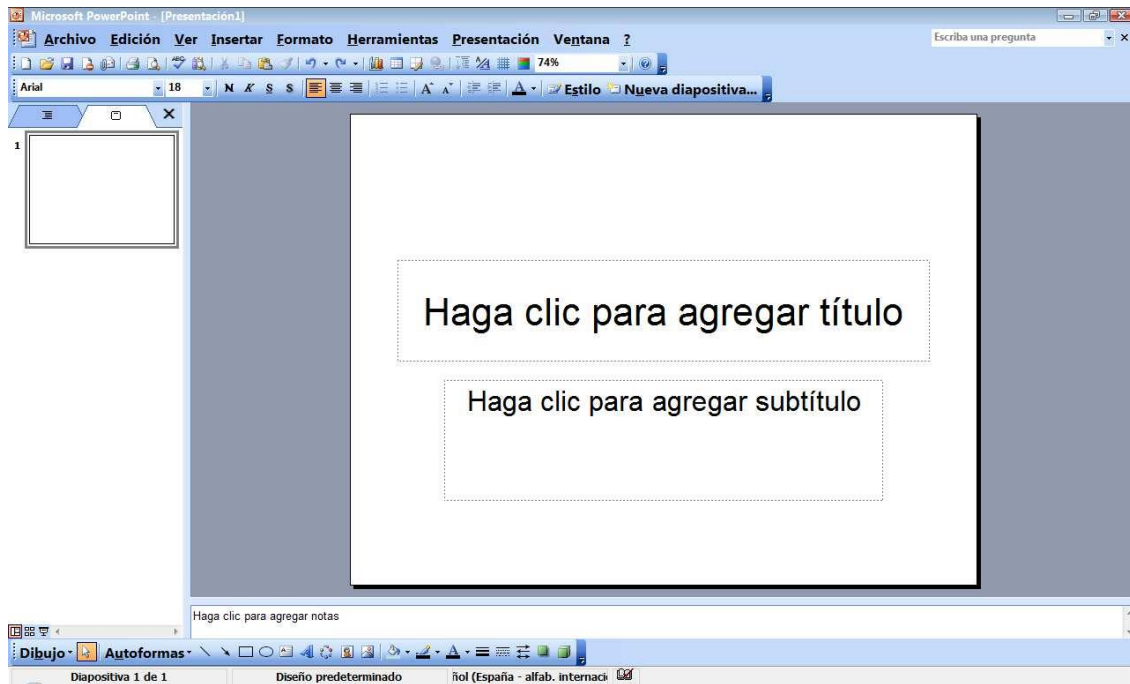 Microsoft PowerPoint - [Presentación1]
Archivo Edición Ver Insertar Formato Herramientas Presentación Ventana ? Escriba una pregunta
74%
Arial 18 N K S S Estilo Nueva diapositiva...
1
Haga clic para agregar título
Haga clic para agregar subtítulo
Haga clic para agregar notas
Dibujo Autoformas
Diapositiva 1 de 1 Diseño predeterminado ñol (España - alfab. internaci